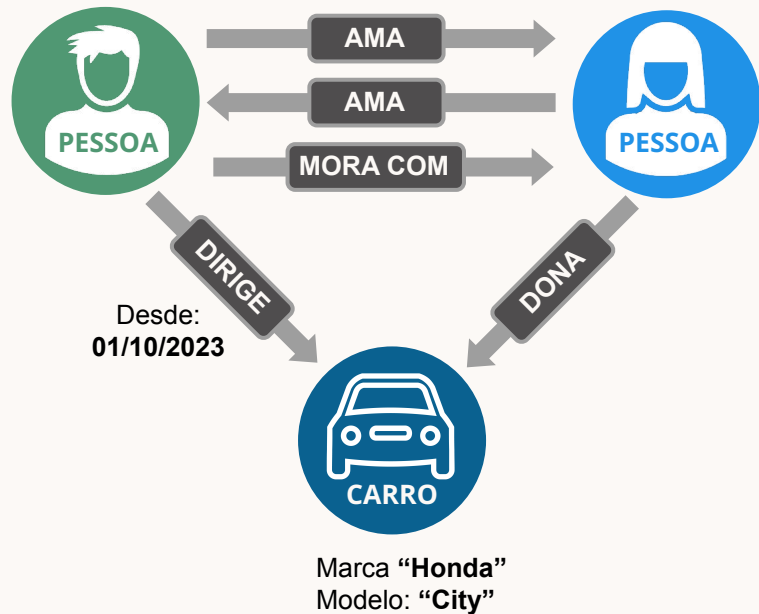 AMA
AMA
PESSOA
PESSOA
MORA COM
DIRIGE
DONA
Desde:
01/10/2023
CARRO
Marca “Honda”
Modelo: “City”